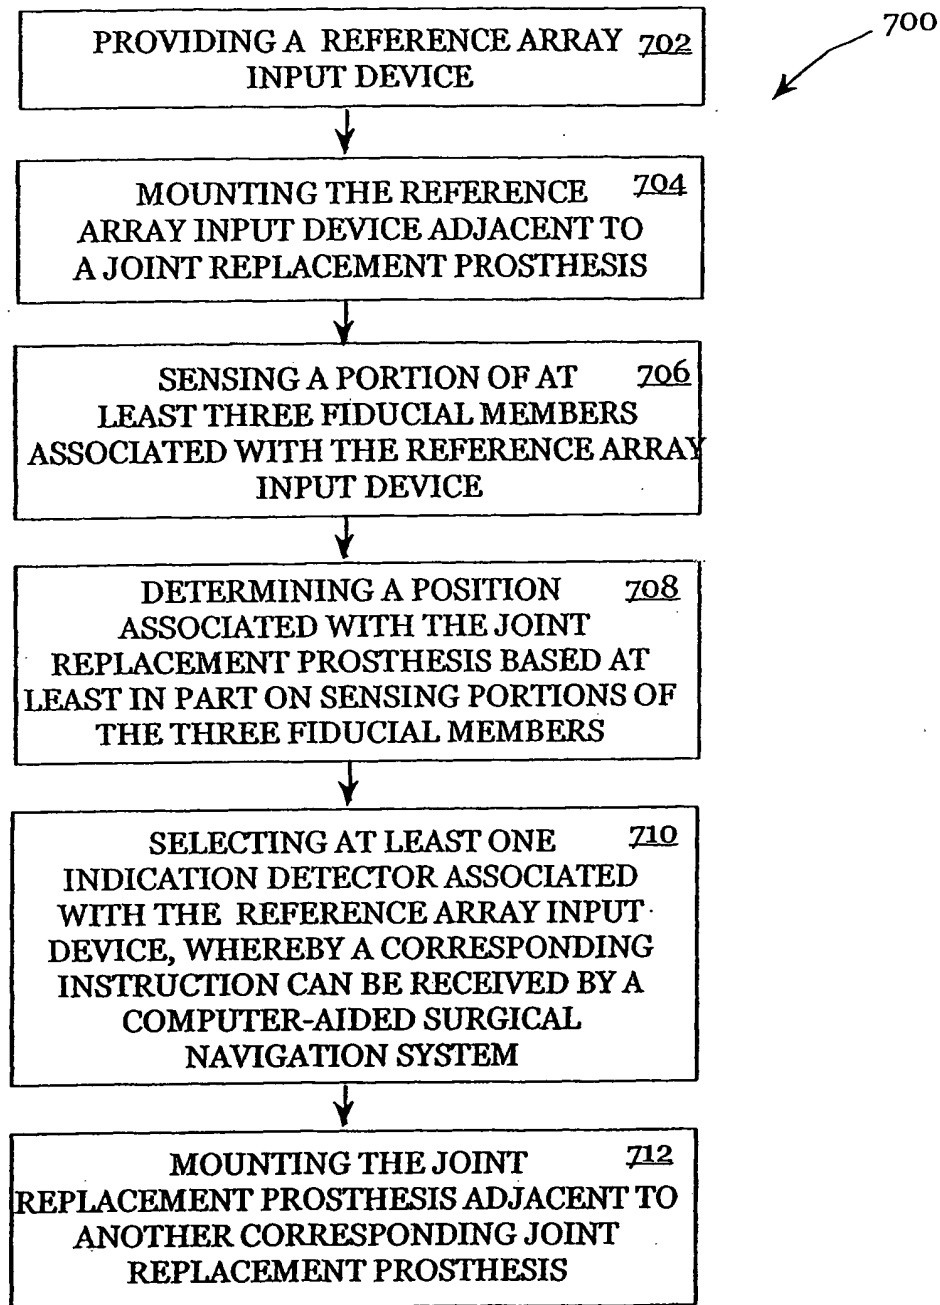 700
PROVIDING A REFERENCE ARRAY 702
INPUT DEVICE
MOUNTING THE REFERENCE 704
ARRAY INPUT DEVICE ADJACENT TO
A JOINT REPLACEMENT PROSTHESIS
SENSING A PORTION OF AT 706
LEAST THREE FIDUCIAL MEMBERS
ASSOCIATED WITH THE REFERENCE ARRAY
INPUT DEVICE
DETERMINING A POSITION 708
ASSOCIATED WITH THE JOINT
REPLACEMENT PROSTHESIS BASED AT
LEAST IN PART ON SENSING PORTIONS OF
THE THREE FIDUCIAL MEMBERS
SELECTING AT LEAST ONE 710
INDICATION DETECTOR ASSOCIATED
WITH THE REFERENCE ARRAY INPUT
DEVICE, WHEREBY A CORRESPONDING
INSTRUCTION CAN BE RECEIVED BY A
COMPUTER-AIDED SURGICAL
NAVIGATION SYSTEM
MOUNTING THE JOINT 712
REPLACEMENT PROSTHESIS ADJACENT TO
ANOTHER CORRESPONDING JOINT
REPLACEMENT PROSTHESIS